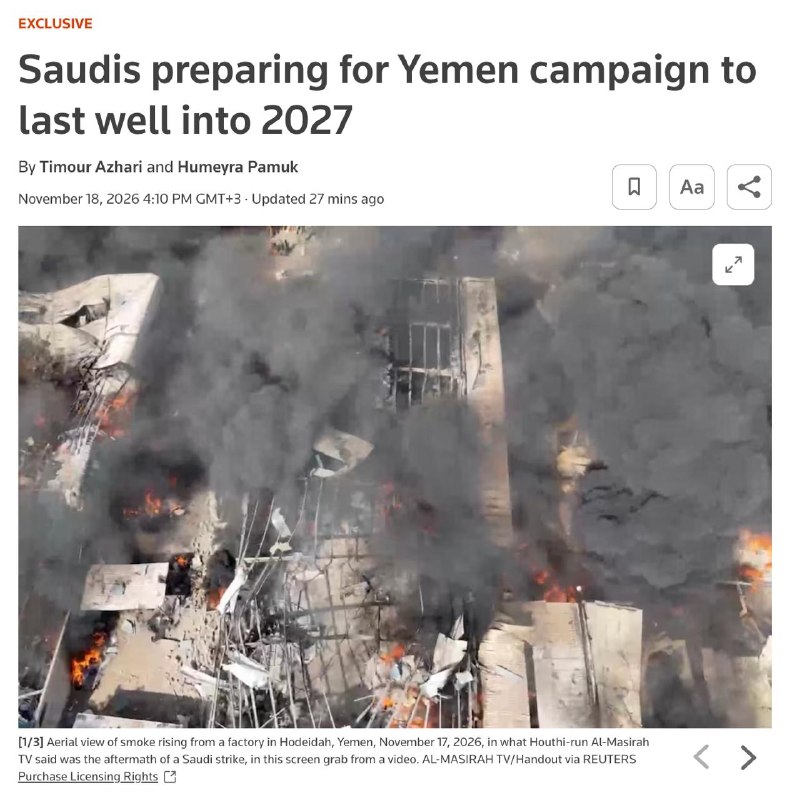 EXCLUSIVE
Saudis preparing for Yemen campaign to
last well into 2027
By Timour Azhari and Humeyra Pamuk
November 18, 2026 4:10 PM GMT+3 · Updated 27 mins ago
Aa
[1/3] Aerial view of smoke rising from a factory in Hodeidah, Yemen, November 17, 2026, in what Houthi-run Al-Masirah
TV said was the aftermath of a Saudi strike, in this screen grab from a video. AL-MASIRAH TV/Handout via REUTERS
Purchase Licensing Rights